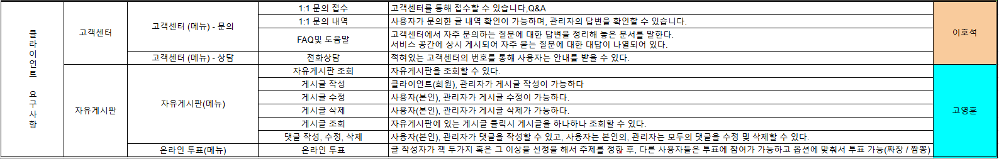 클라이언트 요구사항
고객센터
고객센터 (메뉴) - 문의
1:1 문의 접수
고객센터를 통해 접수할 수 있습니다,Q&A
이호석
1:1 문의 내역
사용자가 문의한 글 내역 확인이 가능하며, 관리자의 답변을 확인할 수 있습니다.
FAQ및 도움말
고객센터에서 자주 문의하는 질문에 대한 답변을 정리해 놓은 문서를 말한다.
서비스 공간에 상시 게시되어 자주 묻는 질문에 대한 대답이 나열되어 있다.
고객센터 (메뉴) - 상담
전화상담
적혀있는 고객센터의 번호를 통해 사용자는 안내를 받을 수 있다.
자유게시판
자유게시판(메뉴)
자유게시판 조회
자유게시판을 조회할 수 있다.
고영훈
게시글 작성
클라이언트(회원), 관리자가 게시글 작성이 가능하다
게시글 수정
사용자(본인), 관리자가 게시글 수정이 가능하다.
게시글 삭제
사용자(본인), 관리자가 게시글 삭제가 가능하다.
게시글 조회
자유게시판에 있는 게시글 클릭시 게시글을 하나하나 조회할 수 있다.
댓글 작성, 수정, 삭제
사용자(본인), 관리자가 댓글을 작성할 수 있고, 사용자는 본인의, 관리자는 모두의 댓글을 수정 및 삭제할 수 있다.
온라인 투표(메뉴)
온라인 투표
글 작성자가 책 두가지 혹은 그 이상을 선정을 해서 주제를 정핝 후, 다른 사용자들은 투표에 참여가 가능하고 옵션에 맞춰서 투표 가능(짜장 / 짬뽕)